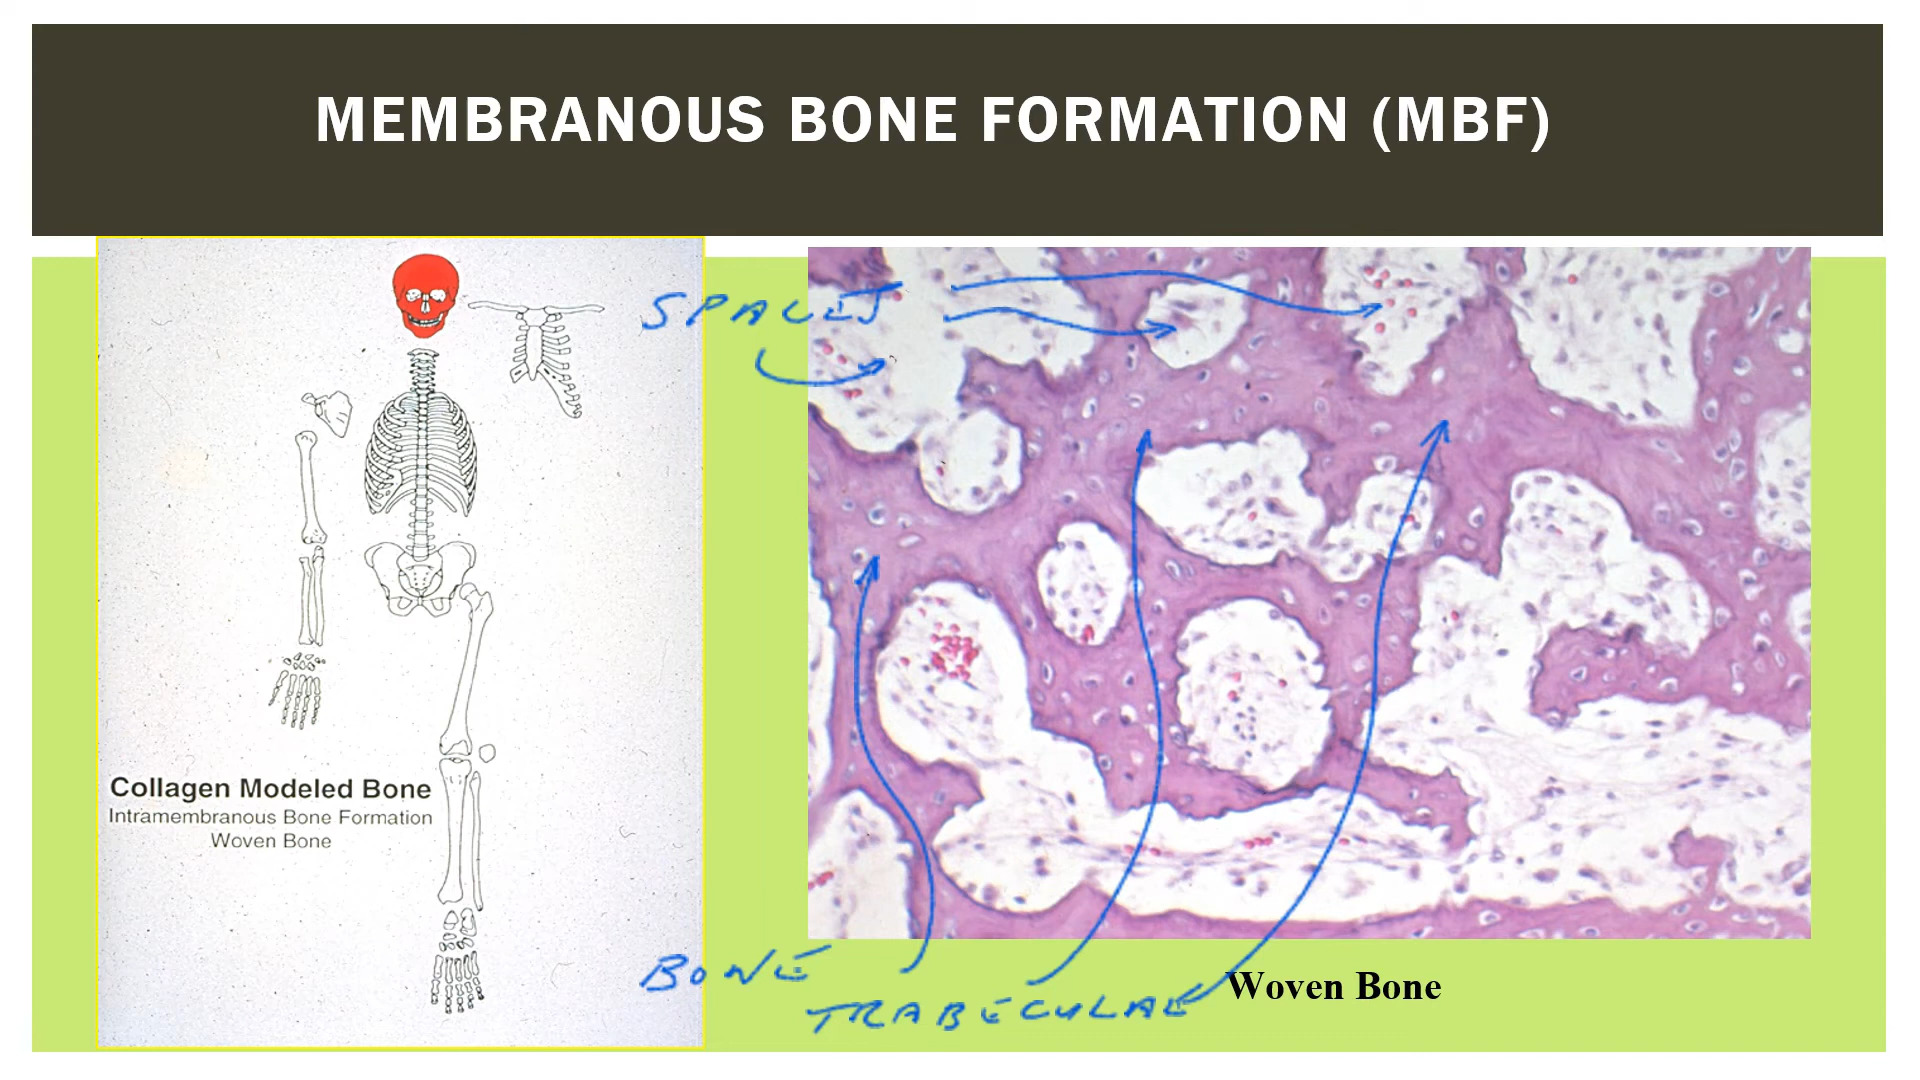 MEMBRANOUS BONE FORMATION (MBF)
SPACES
Collagen Modeled Bone
Intramembranous Bone Formation
Woven Bone
BONE
TRABECULAE
Woven Bone